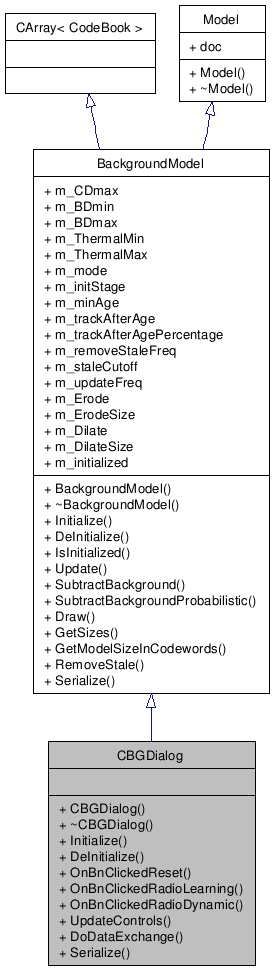 CArray< CodeBook >
Model
+ doc
+ Model()
+ ~Model()
BackgroundModel
+ m_CDmax
+ m_BDmin
+ m_BDmax
+ m_ThermalMin
+ m_ThermalMax
+ m_mode
+ m_initStage
+ m_minAge
+ m_trackAfterAge
+ m_trackAfterAgePercentage
+ m_removeStaleFreq
+ m_staleCutoff
+ m_updateFreq
+ m_Erode
+ m_ErodeSize
+ m_Dilate
+ m_DilateSize
+ m_initialized
+ BackgroundModel()
+ ~BackgroundModel()
+ Initialize()
+ DeInitialize()
+ IsInitialized()
+ Update()
+ SubtractBackground()
+ SubtractBackgroundProbabilistic()
+ Draw()
+ GetSizes()
+ GetModelSizeInCodewords()
+ RemoveStale()
+ Serialize()
CBGDialog
+ CBGDialog()
+ ~CBGDialog()
+ Initialize()
+ DeInitialize()
+ OnBnClickedReset()
+ OnBnClickedRadioLearning()
+ OnBnClickedRadioDynamic()
+ UpdateControls()
+ DoDataExchange()
+ Serialize()